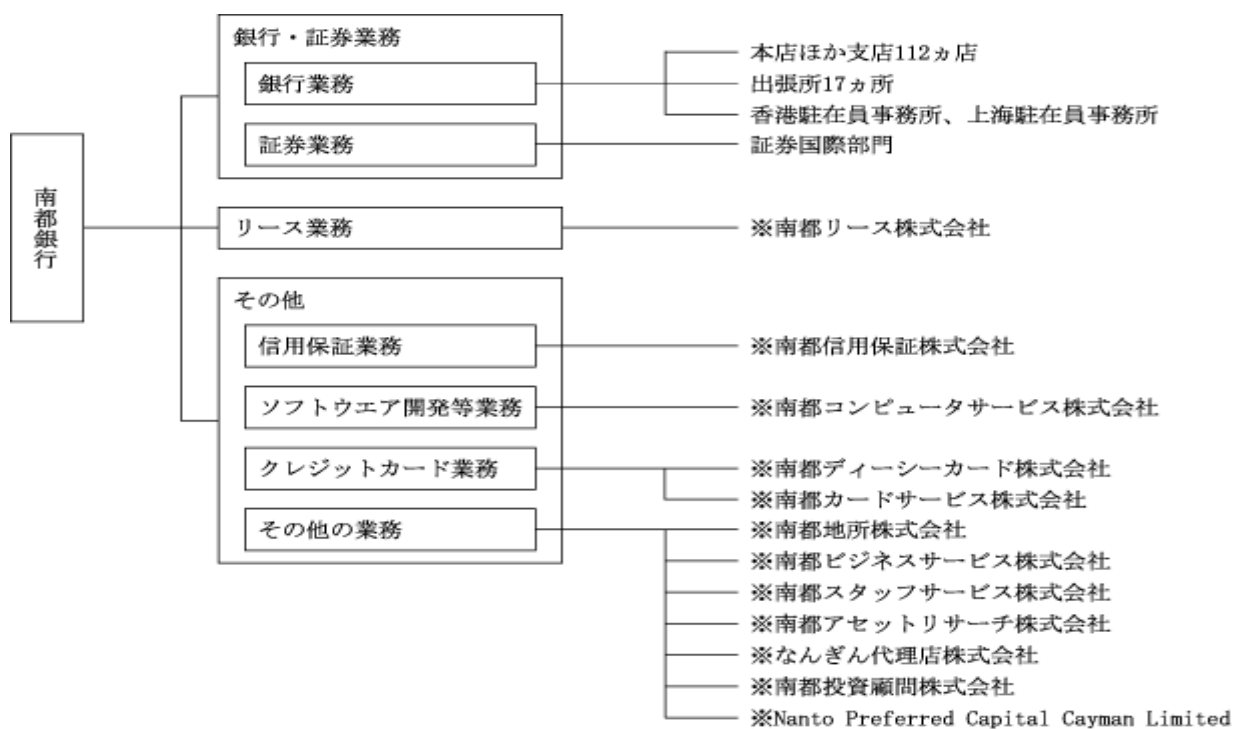 南都銀行
銀行・証券業務
銀行業務
本店ほか支店112ヵ店
出張所17ヵ所
香港駐在員事務所、上海駐在員事務所
証券業務
証券国際部門
リース業務
※南都リース株式会社
その他
信用保証業務
※南都信用保証株式会社
ソフトウエア開発等業務
※南都コンピュータサービス株式会社
クレジットカード業務
※南都ディーシーカード株式会社
※南都カードサービス株式会社
その他の業務
※南都地所株式会社
※南都ビジネスサービス株式会社
※南都スタッフサービス株式会社
※南都アセットリサーチ株式会社
※なんぎん代理店株式会社
※南都投資顧問株式会社
※Nanto Preferred Capital Cayman Limited